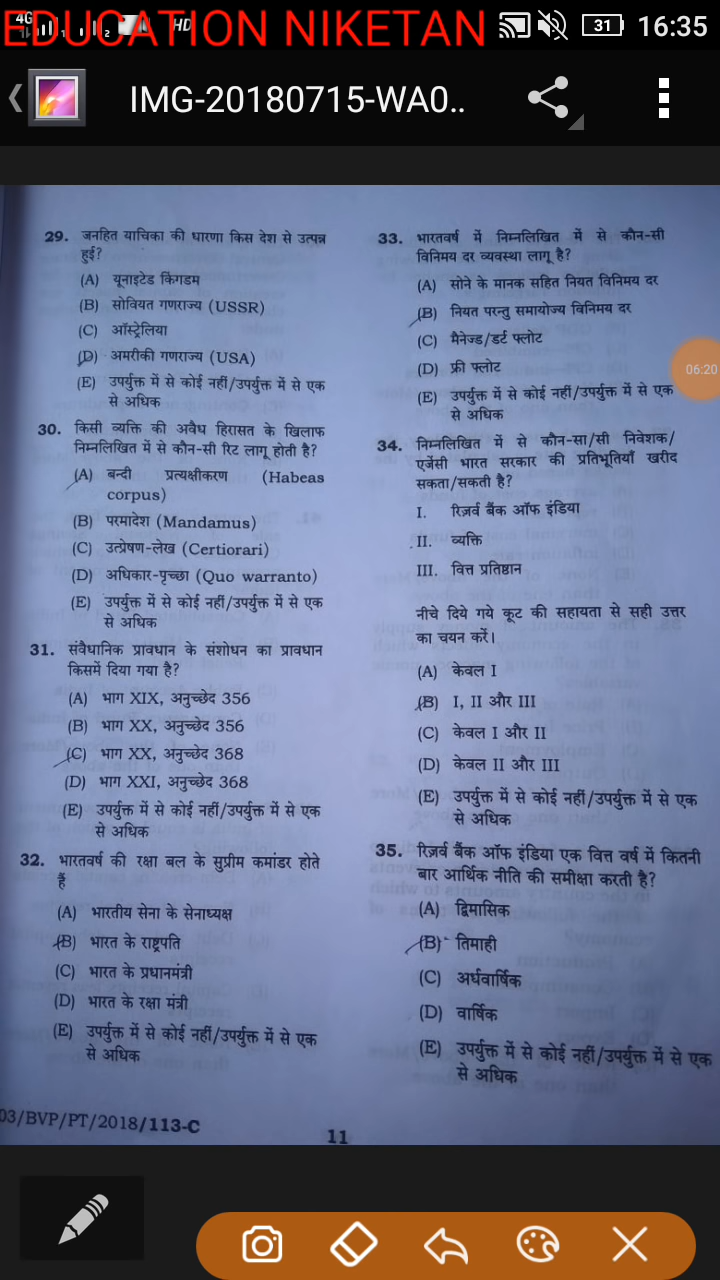 EDUCATION NIKETAN
4G
HD
31
16:35
IMG-20180715-WA0..
29. जनहित याचिका की धारणा किस देश से उत्पन्न
हुई?
(A) यूनाइटेड किंगडम
(B) सोवियत गणराज्य (USSR)
(C) ऑस्ट्रेलिया
(D) अमरीकी गणराज्य (USA)
(E) उपर्युक्त में से कोई नहीं/उपर्युक्त में से एक
से अधिक
30. किसी व्यक्ति की अवैध हिरासत के खिलाफ
निम्नलिखित में से कौन-सी रिट लागू होती है?
(A) बन्दी प्रत्यक्षीकरण (Habeas
corpus)
(B) परमादेश (Mandamus)
(C) उत्प्रेषण-लेख (Certiorari)
(D) अधिकार-पृच्छा (Quo warranto)
(E) उपर्युक्त में से कोई नहीं/उपर्युक्त में से एक
से अधिक
31. संवैधानिक प्रावधान के संशोधन का प्रावधान
किसमें दिया गया है?
(A) भाग XIX, अनुच्छेद 356
(B) भाग XX, अनुच्छेद 356
(C) भाग XX, अनुच्छेद 368
(D) भाग XXI, अनुच्छेद 368
(E) उपर्युक्त में से कोई नहीं/उपर्युक्त में से एक
से अधिक
32. भारतवर्ष की रक्षा बल के सुप्रीम कमांडर होते
हैं
(A) भारतीय सेना के सेनाध्यक्ष
(B) भारत के राष्ट्रपति
(C) भारत के प्रधानमंत्री
(D) भारत के रक्षा मंत्री
(E) उपर्युक्त में से कोई नहीं/उपर्युक्त में से एक
से अधिक
33. भारतवर्ष में निम्नलिखित में से कौन-सी
विनिमय दर व्यवस्था लागू है?
(A) सोने के मानक सहित नियत विनिमय दर
(B) नियत परन्तु समायोज्य विनिमय दर
(C) मैनेज्ड/डर्ट फ्लोट
(D) फ्री फ्लोट
(E) उपर्युक्त में से कोई नहीं/उपर्युक्त में से एक
से अधिक
06:20
34. निम्नलिखित में से कौन-सा/सी निवेशक/
एजेंसी भारत सरकार की प्रतिभूतियाँ खरीद
सकता/सकती है?
I. रिज़र्व बैंक ऑफ इंडिया
II. व्यक्ति
III. वित्त प्रतिष्ठान
नीचे दिये गये कूट की सहायता से सही उत्तर
का चयन करें।
(A) केवल I
(B) I, II और III
(C) केवल I और II
(D) केवल II और III
(E) उपर्युक्त में से कोई नहीं/उपर्युक्त में से एक
से अधिक
35. रिज़र्व बैंक ऑफ इंडिया एक वित्त वर्ष में कितनी
बार आर्थिक नीति की समीक्षा करती है?
(A) द्विमासिक
(B) तिमाही
(C) अर्धवार्षिक
(D) वार्षिक
(E) उपर्युक्त में से कोई नहीं/उपर्युक्त में से एक
से अधिक
03/BVP/PT/2018/113-C
11